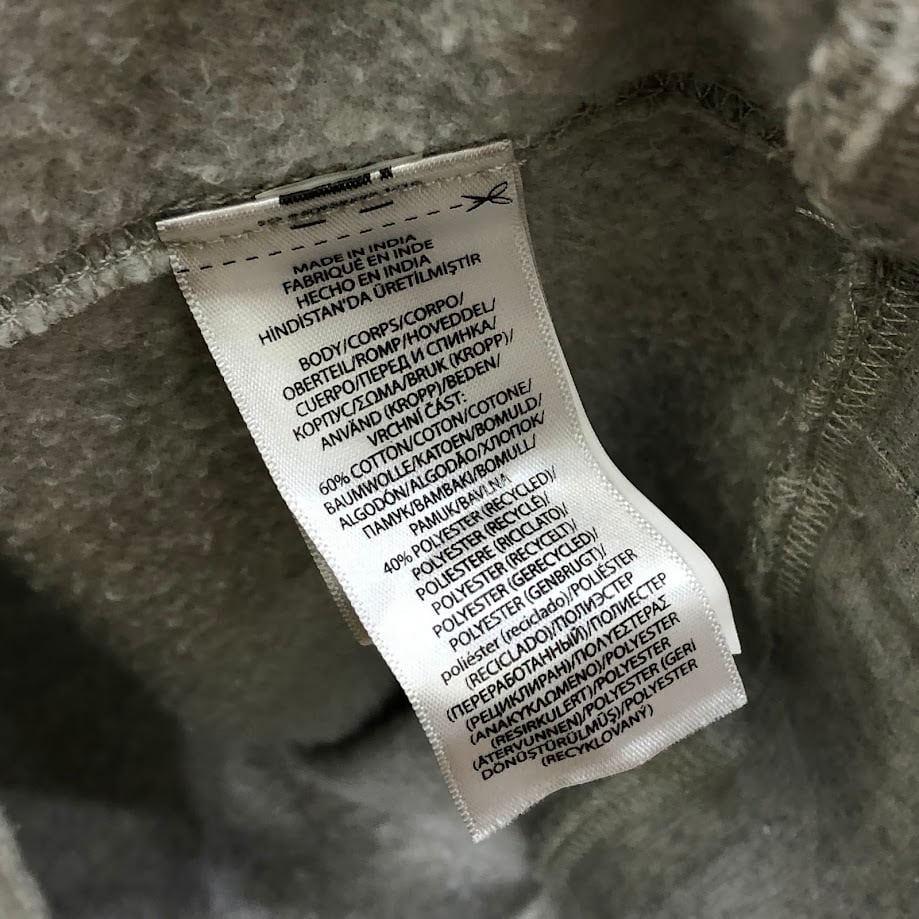 MADE IN INDIA
FABRIQUÉ EN INDE
HECHO EN INDIA
HİNDİSTAN'DA ÜRETİLMİŞTİR
BODY/CORPS/CORPO/
OBERTEIL/ROMP/HOVEDDEL/
CUERPO/ПЕРЕД И СПИНКА/
КОРПУС/ΣΩΜΑ/BRUK (KROPP)/
ANVÄND (KROPP)/BEDEN/
VRCHNÍ ČÁST:
60% COTTON/COTON/COTONE/
BAUMWOLLE/KATOEN/BOMULD/
ALGODÓN/ALGODÃO/ХЛОПОК/
ПАМУК/ΒΑΜΒΑΚΙ/BOMULL/
PAMUK/BAVLNA
40% POLYESTER (RECYCLED)/
POLYESTER (RECYCLÉ)/
POLIESTERE (RICICLATO)/
POLYESTER (RECYCELT)/
POLYESTER (GERECYCLED)/
POLYESTER (GENBRUGT)/
poliéster (reciclado)/POLIÉSTER
(RECICLADO)/ПОЛИЭСТЕР
(ПЕРЕРАБОТАННЫЙ)/ПОЛИЕСТЕР
(РЕЦИКЛИРАН)/ΠΟΛΥΕΣΤΕΡΑΣ
(ΑΝΑΚΥΚΛΩΜΕΝΟ)/POLYESTER
(RESIRKULERT)/POLYESTER
(ÅTERVUNNEN)/POLYESTER (GERİ
DÖNÜŞTÜRÜLMÜŞ)/POLYESTER
(RECYKLOVANÝ)